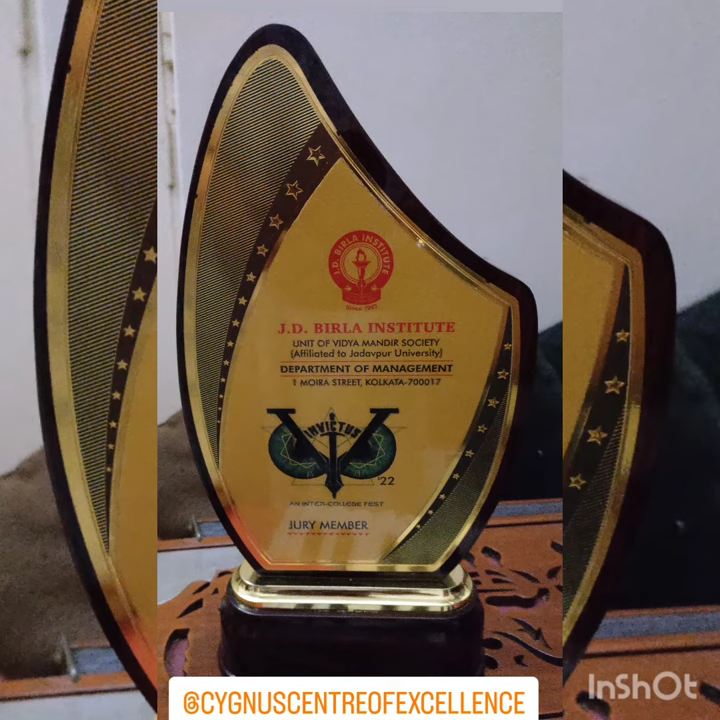 J.D. BIRLA INSTITUTE
Since 1962
J.D. BIRLA INSTITUTE
UNIT OF VIDYA MANDIR SOCIETY
(Affiliated to Jadavpur University)
DEPARTMENT OF MANAGEMENT
1 MOIRA STREET, KOLKATA-700017
INVICTUS
'22
AN INTER-COLLEGE FEST
JURY MEMBER
@CYGNUSCENTREOFEXCELLENCE
InShOt